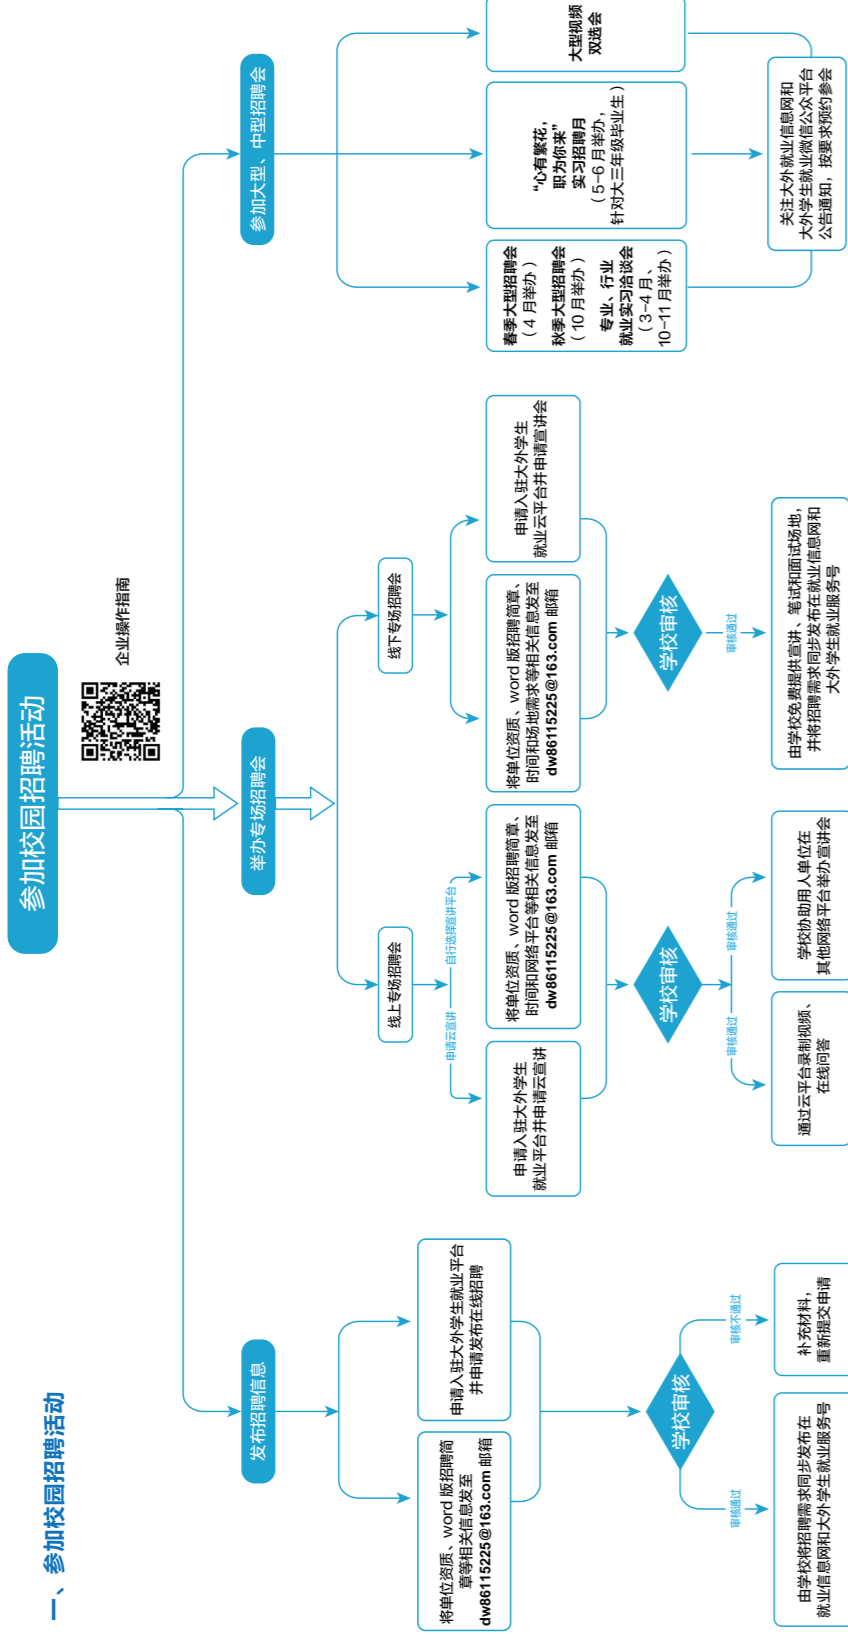 一、参加校园招聘活动
参加校园招聘活动
企业操作指南
发布招聘信息
将单位资质、word 版招聘简
章等相关信息发至
dw86115225@163.com 邮箱
申请入驻大外学生就业平台
并申请发布在线招聘
学校审核
审核通过
审核不通过
由学校将招聘需求同步发布在
就业信息网和大外学生就业服务号
补充材料，
重新提交申请
举办专场招聘会
线上专场招聘会
申请云宣讲
自行选择宣讲平台
申请入驻大外学生
就业平台并申请云宣讲
将单位资质、word 版招聘简章、
时间和网络平台等相关信息发至
dw86115225@163.com 邮箱
学校审核
审核通过
审核通过
通过云平台录制视频、
在线问答
学校协助用人单位在
其他网络平台举办宣讲会
线下专场招聘会
将单位资质、word 版招聘简章、
时间和场地需求等相关信息发至
dw86115225@163.com 邮箱
申请入驻大外学生
就业云平台并申请宣讲会
学校审核
审核通过
由学校免费提供宣讲、笔试和面试场地，
并将招聘需求同步发布在就业信息网和
大外学生就业服务号
参加大型、中型招聘会
春季大型招聘会
（4 月举办）
秋季大型招聘会
（10 月举办）
专业、行业
就业实习洽谈会
（3-4 月、
10-11 月举办）
“心有繁花，
职为你来”
实习招聘月
（5-6 月举办，
针对大三年级毕业生）
大型视频
双选会
关注大外就业信息网和
大外学生就业微信公众平台
公告通知，按要求预约参会